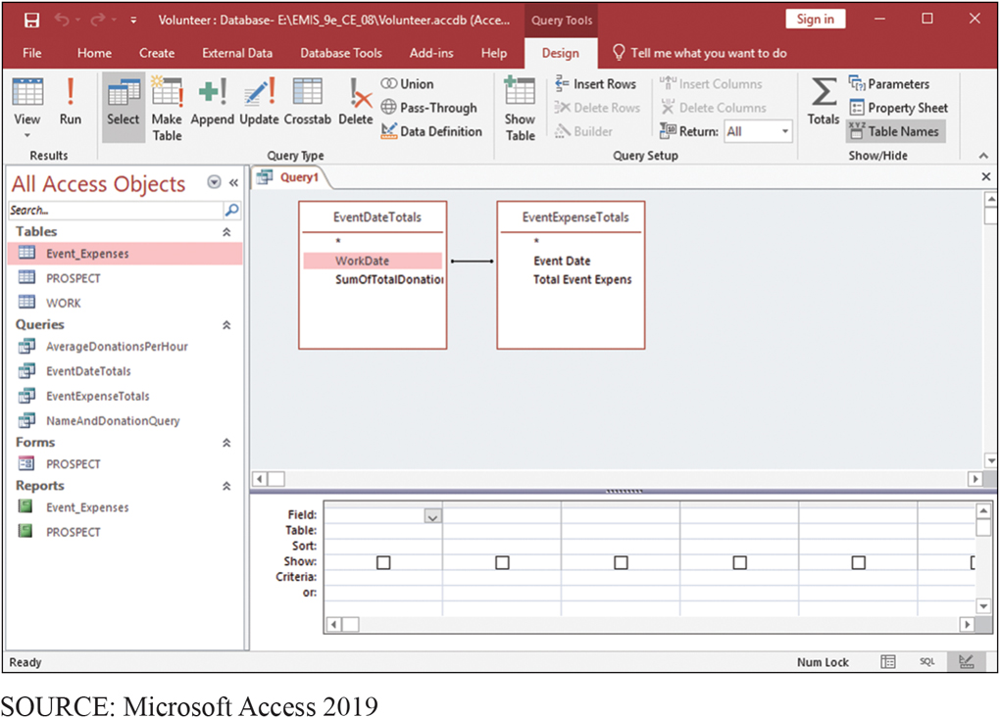 Volunteer : Database- E:\EMIS_9e_CE_08\Volunteer.accdb (Acce...
Query Tools
Sign in
File Home Create External Data Database Tools Add-ins Help Design Tell me what you want to do
View
Run
Select
Make Table
Append
Update
Crosstab
Delete
Union
Pass-Through
Data Definition
Show Table
Insert Rows
Delete Rows
Builder
Insert Columns
Delete Columns
Return: All
Totals
Parameters
Property Sheet
XYZ Table Names
Results
Query Type
Query Setup
Show/Hide
All Access Objects
Search...
Tables
Event_Expenses
PROSPECT
WORK
Queries
AverageDonationsPerHour
EventDateTotals
EventExpenseTotals
NameAndDonationQuery
Forms
PROSPECT
Reports
Event_Expenses
PROSPECT
Query1
EventDateTotals
*
WorkDate
SumOfTotalDonation
EventExpenseTotals
*
Event Date
Total Event Expens
Field:
Table:
Sort:
Show:
Criteria:
or:
Ready
Num Lock
SQL
SOURCE: Microsoft Access 2019